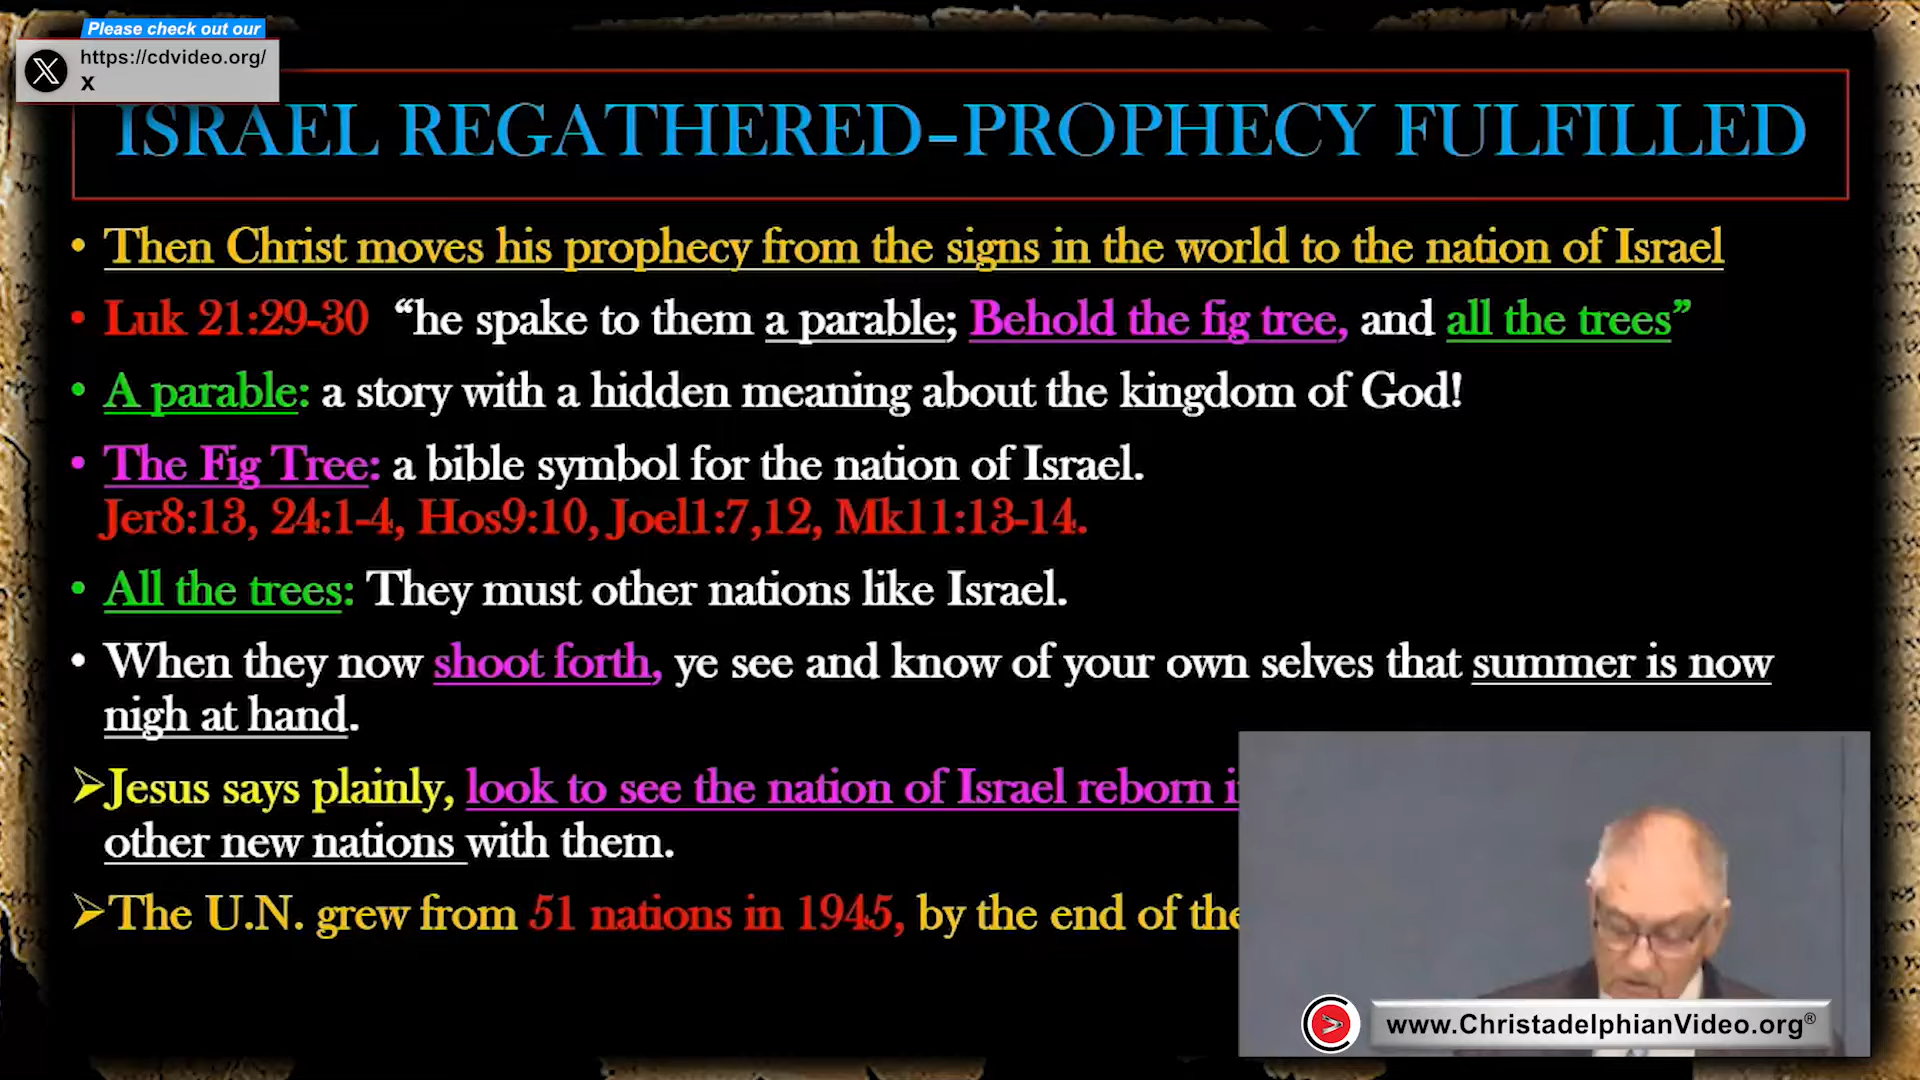 Please check out our
https://cdvideo.org/
x
ISRAEL REGATHERED-PROPHECY FULFILLED
• Then Christ moves his prophecy from the signs in the world to the nation of Israel
• Luk 21:29-30 “he spake to them a parable; Behold the fig tree, and all the trees”
• A parable: a story with a hidden meaning about the kingdom of God!
• The Fig Tree: a bible symbol for the nation of Israel.
Jer8:13, 24:1-4, Hos9:10, Joel1:7,12, Mk11:13-14.
• All the trees: They must other nations like Israel.
• When they now shoot forth, ye see and know of your own selves that summer is now
nigh at hand.
➢Jesus says plainly, look to see the nation of Israel reborn
other new nations with them.
➢The U.N. grew from 51 nations in 1945, by the end of the
www.ChristadelphianVideo.org®